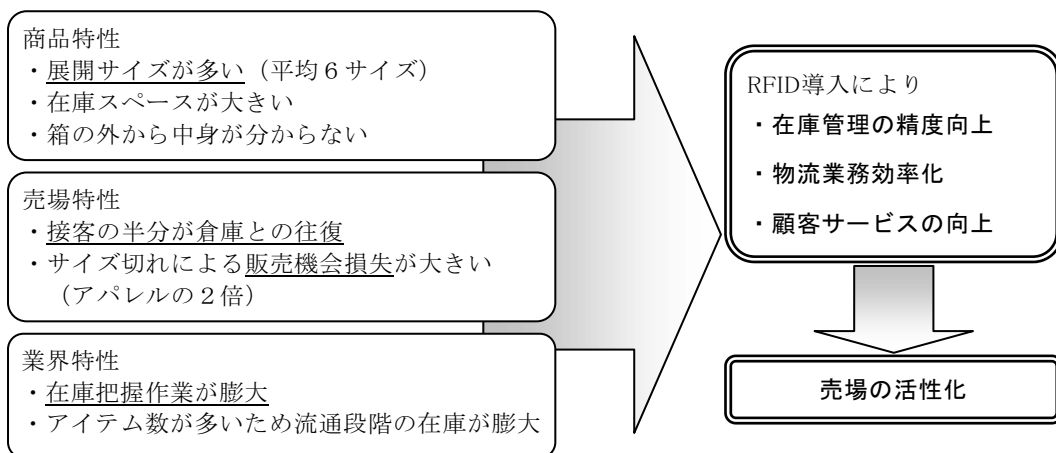 商品特性
・展開サイズが多い（平均６サイズ）
・在庫スペースが大きい
・箱の外から中身が分からない
売場特性
・接客の半分が倉庫との往復
・サイズ切れによる販売機会損失が大きい
（アパレルの２倍）
業界特性
・在庫把握作業が膨大
・アイテム数が多いため流通段階の在庫が膨大
RFID導入により
・在庫管理の精度向上
・物流業務効率化
・顧客サービスの向上
売場の活性化